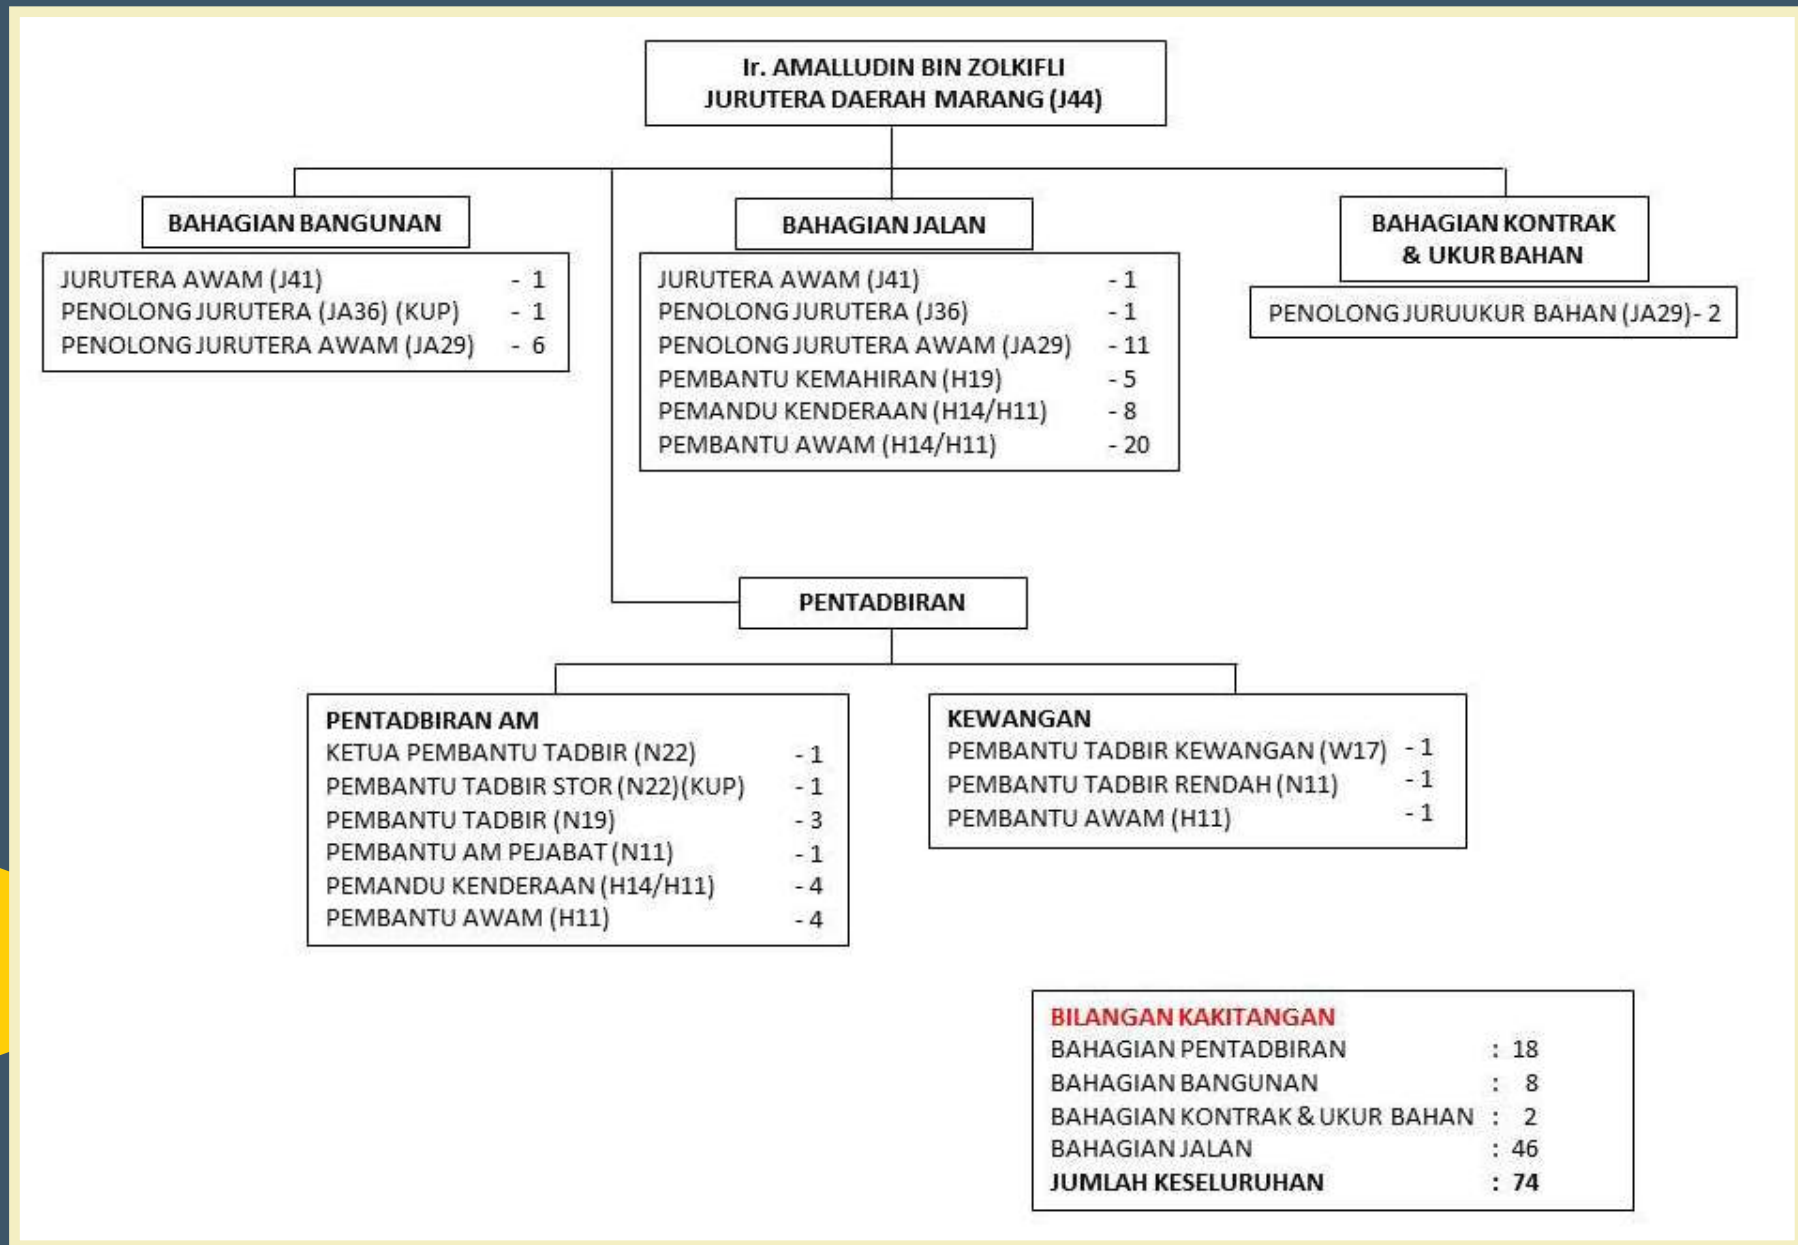 Ir. AMALLUDIN BIN ZOLKIFLI
JURUTERA DAERAH MARANG (J44)
BAHAGIAN BANGUNAN
JURUTERA AWAM (J41) - 1
PENOLONG JURUTERA (JA36) (KUP) - 1
PENOLONG JURUTERA AWAM (JA29) - 6
BAHAGIAN JALAN
JURUTERA AWAM (J41) - 1
PENOLONG JURUTERA (J36) - 1
PENOLONG JURUTERA AWAM (JA29) - 11
PEMBANTU KEMAHIRAN (H19) - 5
PEMANDU KENDERAAN (H14/H11) - 8
PEMBANTU AWAM (H14/H11) - 20
BAHAGIAN KONTRAK
& UKUR BAHAN
PENOLONG JURUUKUR BAHAN (JA29)- 2
PENTADBIRAN
PENTADBIRAN AM
KETUA PEMBANTU TADBIR (N22) - 1
PEMBANTU TADBIR STOR (N22)(KUP) - 1
PEMBANTU TADBIR (N19) - 3
PEMBANTU AM PEJABAT (N11) - 1
PEMANDU KENDERAAN (H14/H11) - 4
PEMBANTU AWAM (H11) - 4
KEWANGAN
PEMBANTU TADBIR KEWANGAN (W17) - 1
PEMBANTU TADBIR RENDAH (N11) - 1
PEMBANTU AWAM (H11) - 1
BILANGAN KAKITANGAN
BAHAGIAN PENTADBIRAN : 18
BAHAGIAN BANGUNAN : 8
BAHAGIAN KONTRAK & UKUR BAHAN : 2
BAHAGIAN JALAN : 46
JUMLAH KESELURUHAN : 74